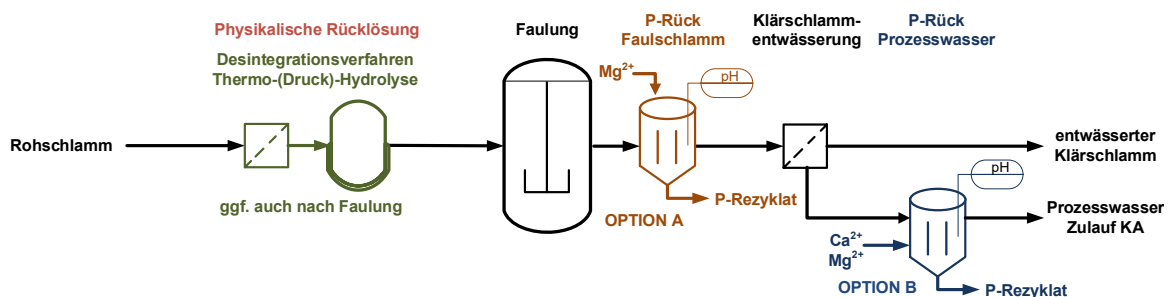 Physikalische Rücklösung
Desintegrationsverfahren
Thermo-(Druck)-Hydrolyse
Faulung
P-Rück
Faulschlamm
Klärschlamm-
entwässerung
P-Rück
Prozesswasser
Mg²⁺
pH
Rohschlamm
entwässerter
Klärschlamm
pH
ggf. auch nach Faulung
P-Rezyklat
OPTION A
Prozesswasser
Zulauf KA
Ca²⁺
Mg²⁺
OPTION B
P-Rezyklat